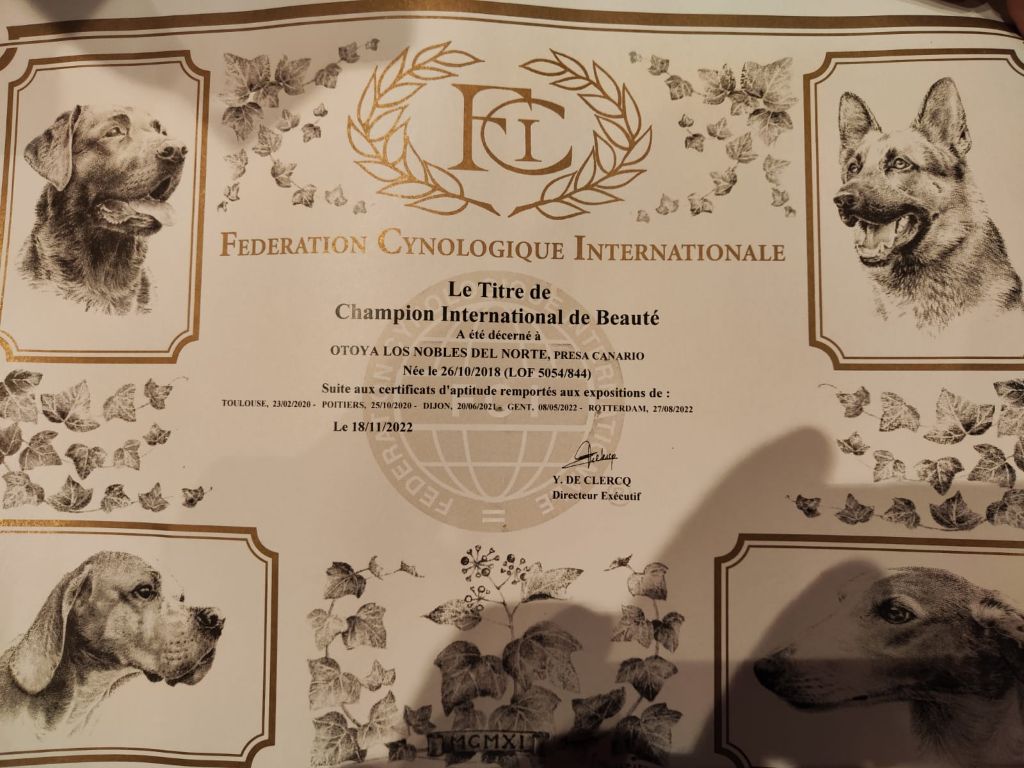 FCI
FEDERATION CYNOLOGIQUE INTERNATIONALE
Le Titre de
Champion International de Beauté
A été décerné à
OTOYA LOS NOBLES DEL NORTE, PRESA CANARIO
Née le 26/10/2018 (LOF 5054/844)
Suite aux certificats d'aptitude remportés aux expositions de :
TOULOUSE, 23/02/2020 - POITIERS, 25/10/2020 - DIJON, 20/06/2021 - GENT, 08/05/2022 - ROTTERDAM, 27/08/2022
Le 18/11/2022
Y. DE CLERCQ
Directeur Exécutif
MCMXI